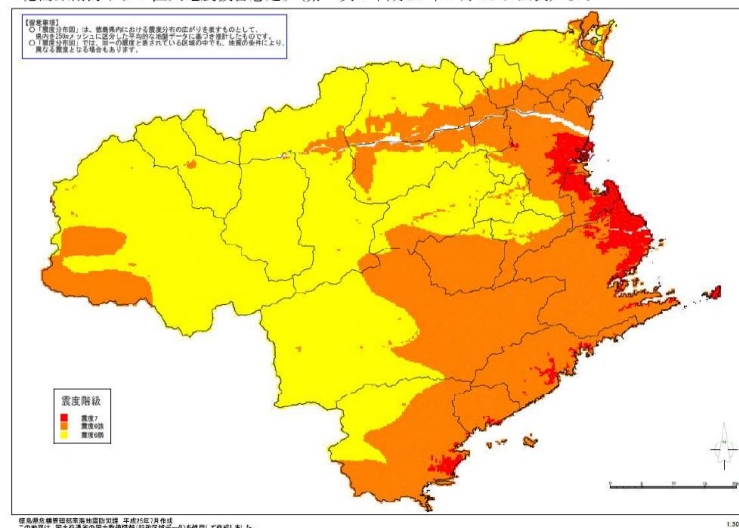 【留意事項】
○「震度分布図」は、徳島県内における震度分布の広がりを表すものとして、
県内を250mメッシュに区分した平均的な地盤データに基づき推計したものです。
○「震度分布図」では、同一の震度と表されている区域の中でも、地質の条件により、
異なる震度となる場合もあります。
震度階級
震度7
震度6強
震度6弱
徳島県危機管理部南海地震防災課 平成25年7月作成